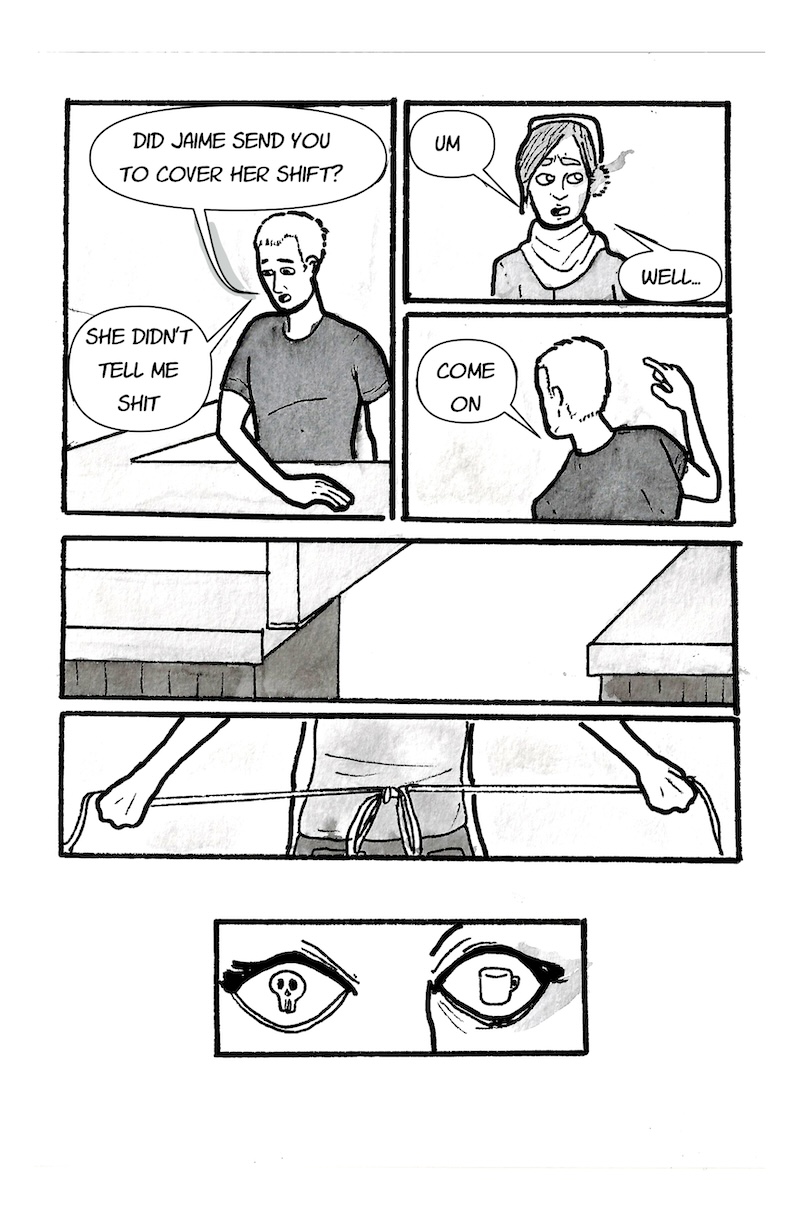 DID JAIME SEND YOU
TO COVER HER SHIFT?
SHE DIDN'T
TELL ME
SHIT
UM
WELL...
COME
ON